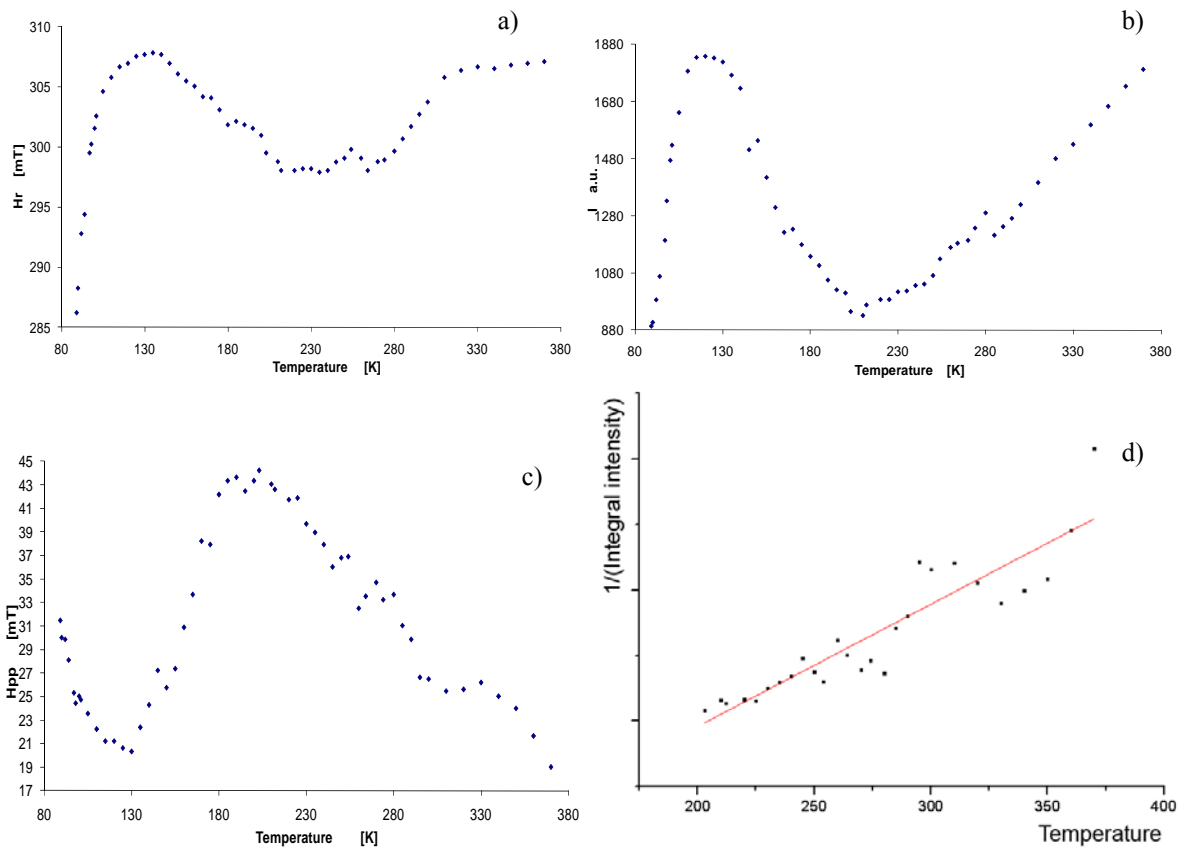 a)
310
305
300
295
290
285
Hr [mT]
80 130 180 230 280 330 380
Temperature [K]
b)
1880
1680
1480
1280
1080
880
I a.u.
80 130 180 230 280 330 380
Temperature [K]
c)
45
43
41
39
37
35
33
31
29
27
25
23
21
19
17
Hpp [mT]
80 130 180 230 280 330 380
Temperature [K]
d)
1/(Integral intensity)
200 250 300 350 400
Temperature